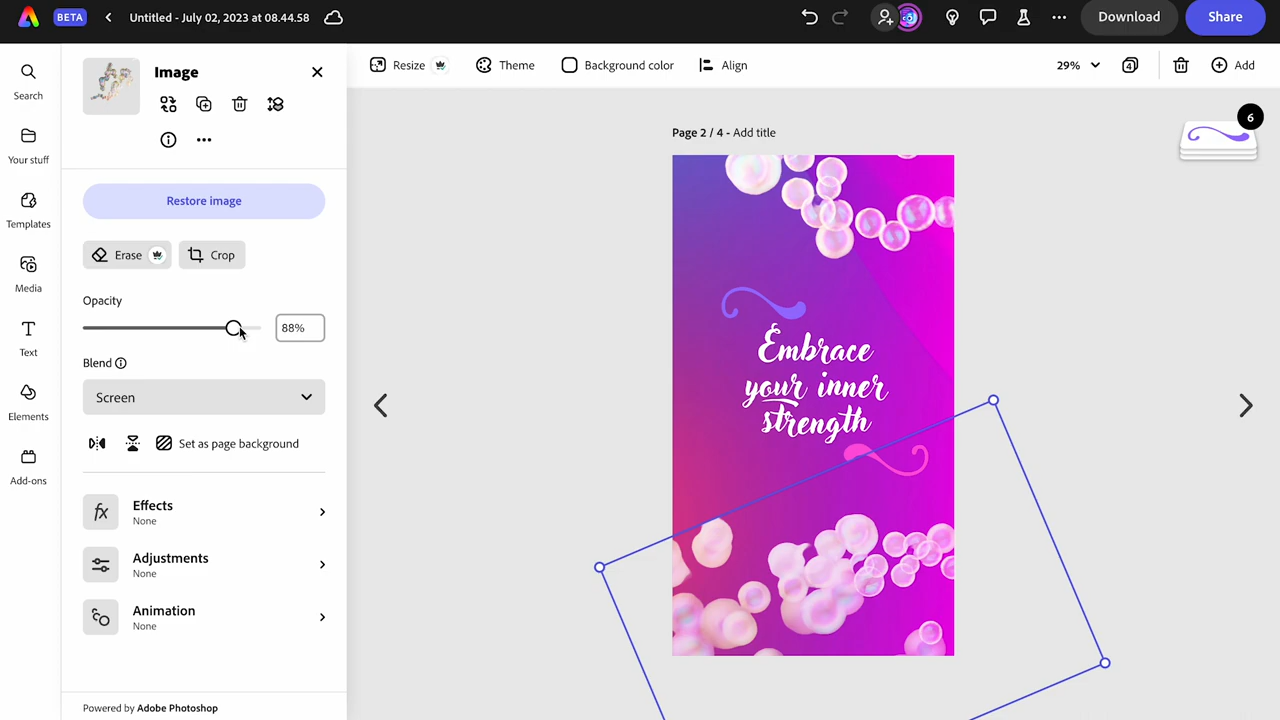 BETA
Untitled - July 02, 2023 at 08.44.58
Download
Share
Search
Your stuff
Templates
Media
Text
Elements
Add-ons
Image
Restore image
Erase
Crop
Opacity
88%
Blend
Screen
Set as page background
Effects
None
Adjustments
None
Animation
None
Powered by Adobe Photoshop
Resize
Theme
Background color
Align
29%
4
Add
Page 2 / 4 - Add title
6
Embrace
your inner
strength